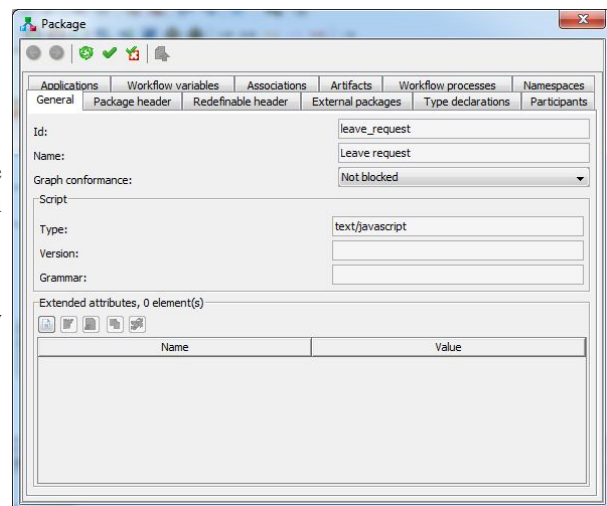 Package
Applications Workflow variables Associations Artifacts Workflow processes Namespaces
General Package header Redefinable header External packages Type declarations Participants
Id: leave_request
Name: Leave request
Graph conformance: Not blocked
Script
Type: text/javascript
Version:
Grammar:
Extended attributes, 0 element(s)
Name Value